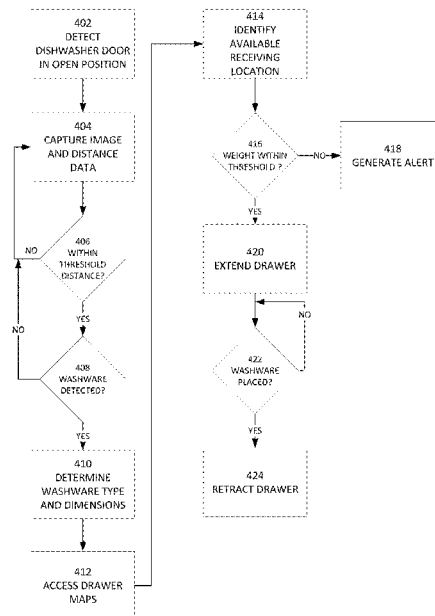 402
DETECT
DISHWASHER DOOR
IN OPEN POSITION
404
CAPTURE IMAGE
AND DISTANCE
DATA
NO
406
WITHIN
THRESHOLD
DISTANCE?
YES
NO
408
WASHWARE
DETECTED?
YES
410
DETERMINE
WASHWARE TYPE
AND DIMENSIONS
412
ACCESS DRAWER
MAPS
414
IDENTIFY
AVAILABLE
RECEIVING
LOCATION
416
WEIGHT WITHIN
THRESHOLD ?
NO
418
GENERATE ALERT
YES
420
EXTEND DRAWER
NO
422
WASHWARE
PLACED?
YES
424
RETRACT DRAWER